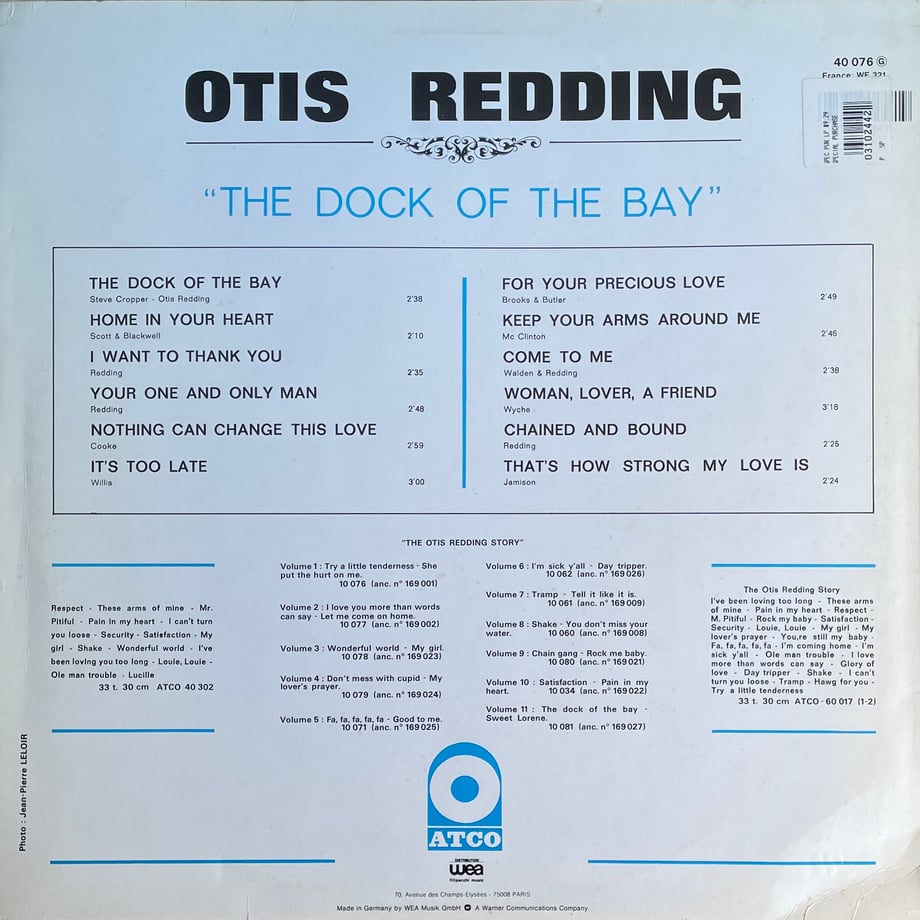 40 076 G
France: WE 321
SPEC PUR LP
SPECIAL PURCHASE
03102442
P SP
OTIS REDDING
“THE DOCK OF THE BAY”
THE DOCK OF THE BAY
Steve Cropper - Otis Redding 2'38
HOME IN YOUR HEART
Scott & Blackwell 2'10
I WANT TO THANK YOU
Redding 2'35
YOUR ONE AND ONLY MAN
Redding 2'48
NOTHING CAN CHANGE THIS LOVE
Cooke 2'59
IT'S TOO LATE
Willis 3'00
FOR YOUR PRECIOUS LOVE
Brooks & Butler 2'49
KEEP YOUR ARMS AROUND ME
Mc Clinton 2'46
COME TO ME
Walden & Redding 2'38
WOMAN, LOVER, A FRIEND
Wyche 3'18
CHAINED AND BOUND
Redding 2'25
THAT'S HOW STRONG MY LOVE IS
Jamison 2'24
“THE OTIS REDDING STORY”
Respect - These arms of mine - Mr.
Pitiful - Pain in my heart - I can't turn
you loose - Security - Satisfaction - My
girl - Shake - Wonderful world - I've
been loving you too long - Louie, Louie -
Ole man trouble - Lucille
33 t. 30 cm ATCO 40 302
Volume 1 : Try a little tenderness - She
put the hurt on me.
10 076 (anc. n° 169 001)
Volume 2 : I love you more than words
can say - Let me come on home.
10 077 (anc. n° 169 002)
Volume 3 : Wonderful world - My girl.
10 078 (anc. n° 169 023)
Volume 4 : Don't mess with cupid - My
lover's prayer.
10 079 (anc. n° 169 024)
Volume 5 : Fa, fa, fa, fa, fa - Good to me.
10 071 (anc. n° 169 025)
Volume 6 : I'm sick y'all - Day tripper.
10 062 (anc. n° 169 026)
Volume 7 : Tramp - Tell it like it is.
10 061 (anc. n° 169 009)
Volume 8 : Shake - You don't miss your
water.
10 060 (anc. n° 169 008)
Volume 9 : Chain gang - Rock me baby.
10 080 (anc. n° 169 021)
Volume 10 : Satisfaction - Pain in my
heart.
10 034 (anc. n° 169 022)
Volume 11 : The dock of the bay -
Sweet Lorene.
10 081 (anc. n° 169 027)
The Otis Redding Story
I've been loving too long - These arms
of mine - Pain in my heart - Respect -
M. Pitiful - Rock my baby - Satisfaction -
Security - Louie, Louie - My girl - My
lover's prayer - You,re still my baby -
Fa, fa, fa, fa, fa - I'm coming home - I'm
sick y'all - Ole man trouble - I love
more than words can say - Glory of
love - Day tripper - Shake - I can't
turn you loose - Tramp - Hawg for you -
Try a little tenderness
33 t. 30 cm ATCO - 60 017 (1-2)
Photo : Jean-Pierre LELOIR
ATCO
DISTRIBUTION
wea
filipacchi music
70, Avenue des Champs-Elysées - 75008 PARIS
Made in Germany by WEA Musik GmbH A Warner Communications Company.